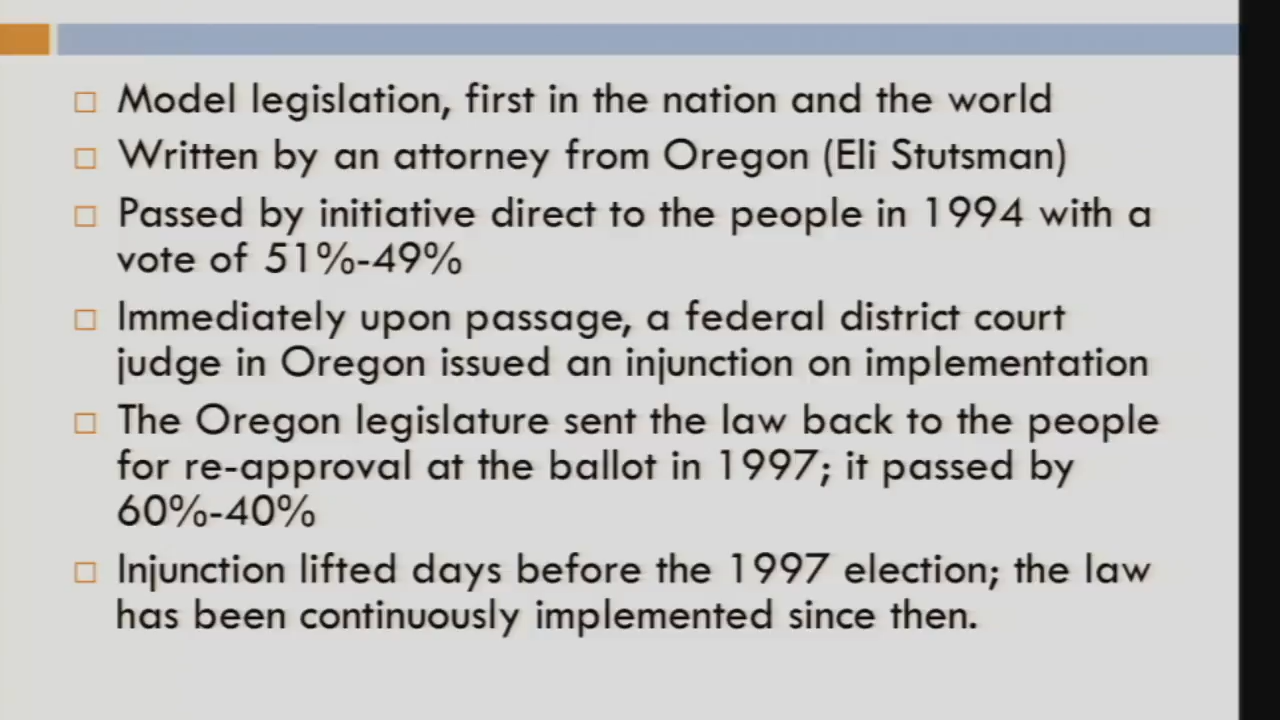 Model legislation, first in the nation and the world
Written by an attorney from Oregon (Eli Stutsman)
Passed by initiative direct to the people in 1994 with a
vote of 51%-49%
Immediately upon passage, a federal district court
judge in Oregon issued an injunction on implementation
The Oregon legislature sent the law back to the people
for re-approval at the ballot in 1997; it passed by
60%-40%
Injunction lifted days before the 1997 election; the law
has been continuously implemented since then.